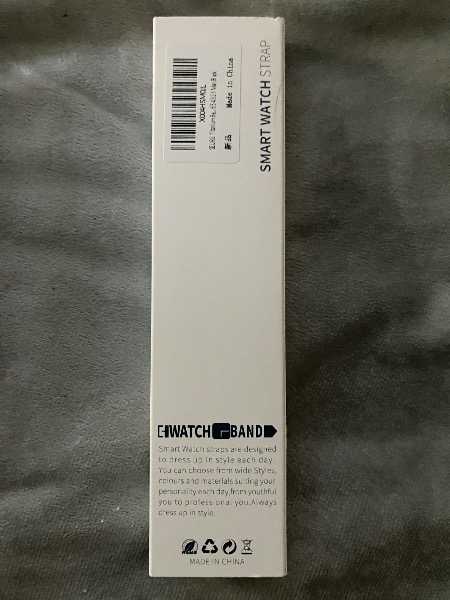 SMART WATCH STRAP
Made in China
新品
WATCH BAND
Smart Watch straps are designed
to dress up in style each day.
You can choose from wide Styles,
colours and materials suiting your
personality each day,from youthful
you to professional you.Always
dress up in style.
MADE IN CHINA